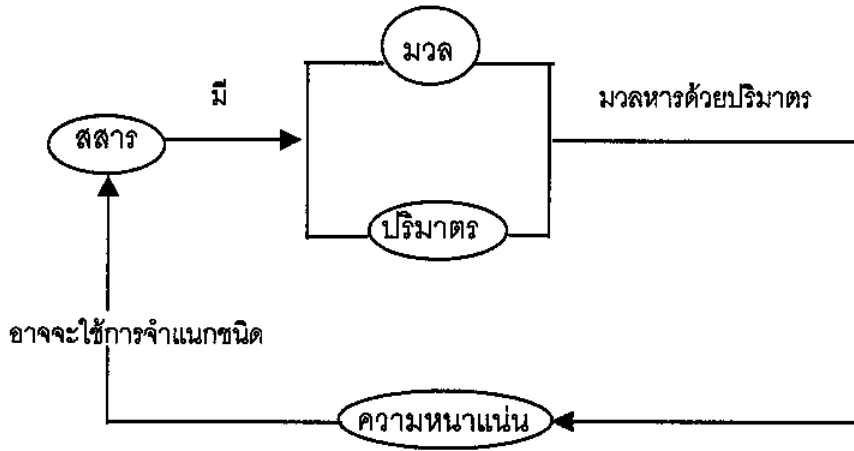 มวล
มี
มวลหารด้วยปริมาตร
สสาร
ปริมาตร
อาจจะใช้การจำแนกชนิด
ความหนาแน่น